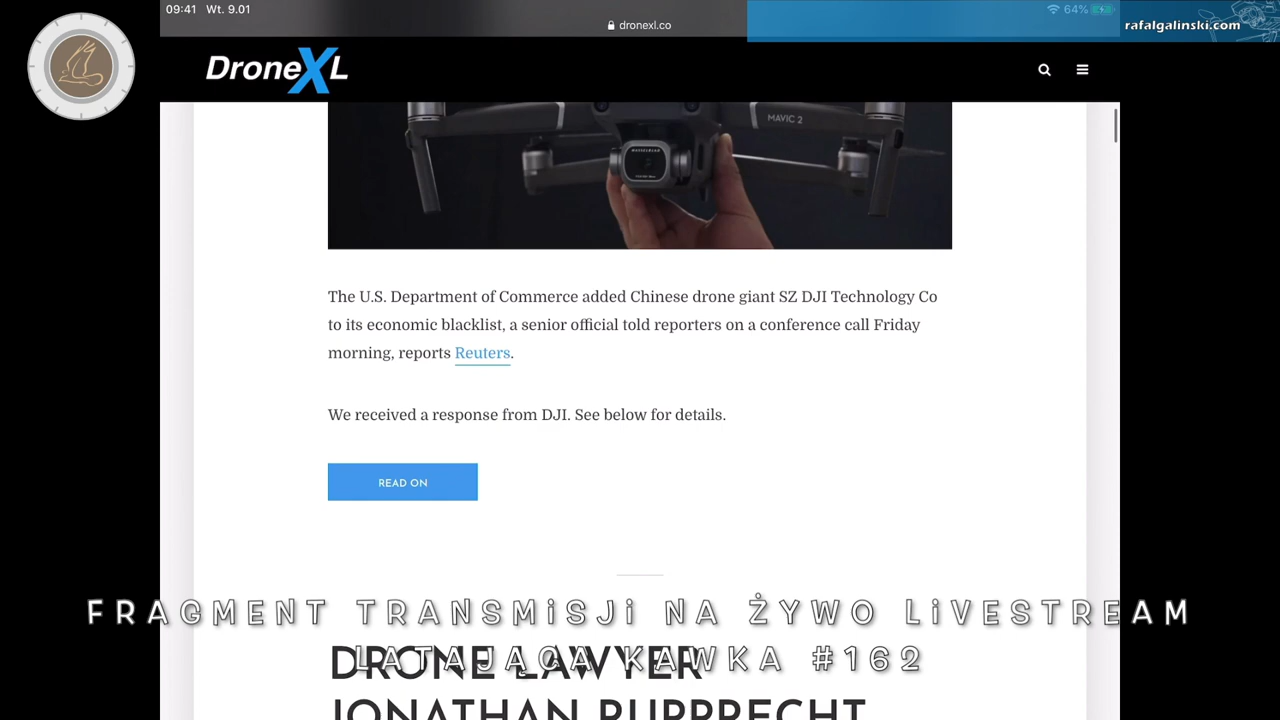 09:41 Wt. 9.01
64%
dronexl.co
rafalgalinski.com
DroneXL
MAVIC 2
HASSELBLAD
The U.S. Department of Commerce added Chinese drone giant SZ DJI Technology Co
to its economic blacklist, a senior official told reporters on a conference call Friday
morning, reports Reuters.
We received a response from DJI. See below for details.
READ ON
FRAGMENT TRANSMiSJi NA ŻYWO LiVESTREAM
LATAJĄCA KAWKA #162
DRONE LAWYER
JONATHAN RUPPRECHT